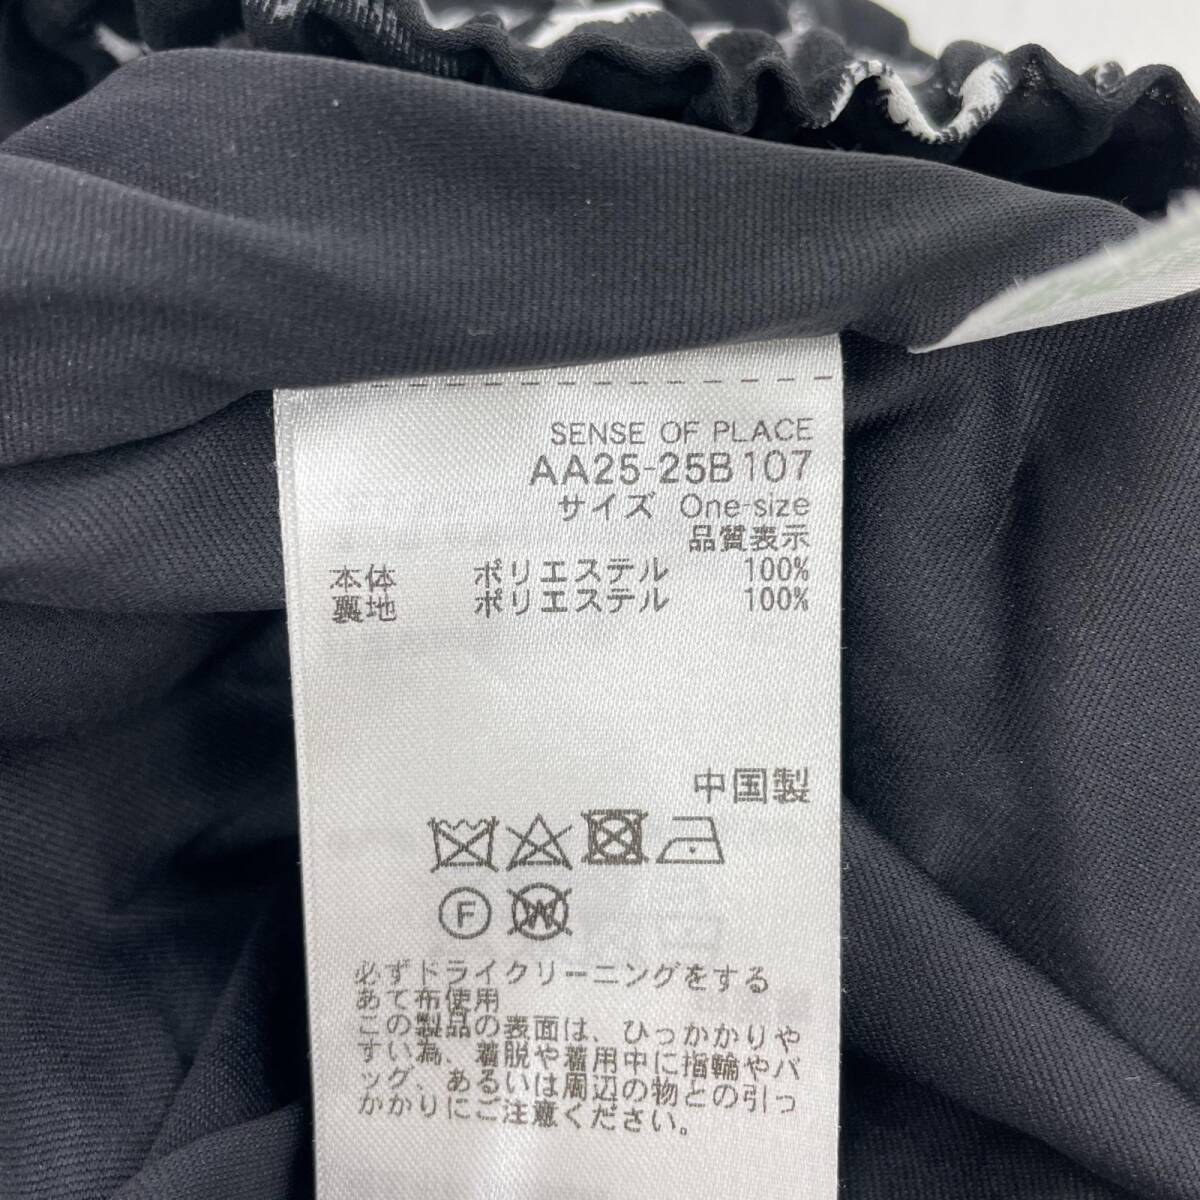 SENSE OF PLACE
AA25-25B107
サイズ One-size
品質表示
本体 ポリエステル 100%
裏地 ポリエステル 100%
中国製
F W
必ずドライクリーニングをする
あて布使用
この製品の表面は、ひっかかりや
すい為、着脱や着用中に指輪やバ
ッグ、あるいは周辺の物との引っ
かかりにご注意ください。